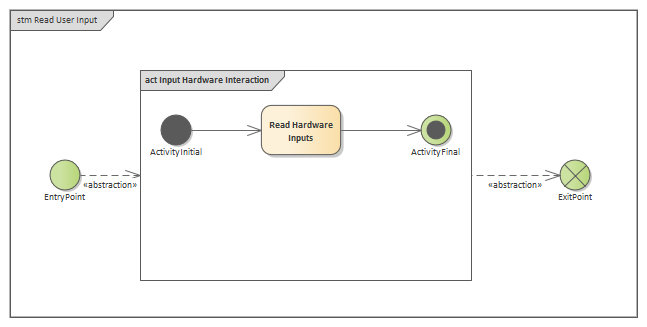 stm Read User Input
act Input Hardware Interaction
Read Hardware
Inputs
ActivityInitial
ActivityFinal
«abstraction»
EntryPoint
«abstraction»
ExitPoint